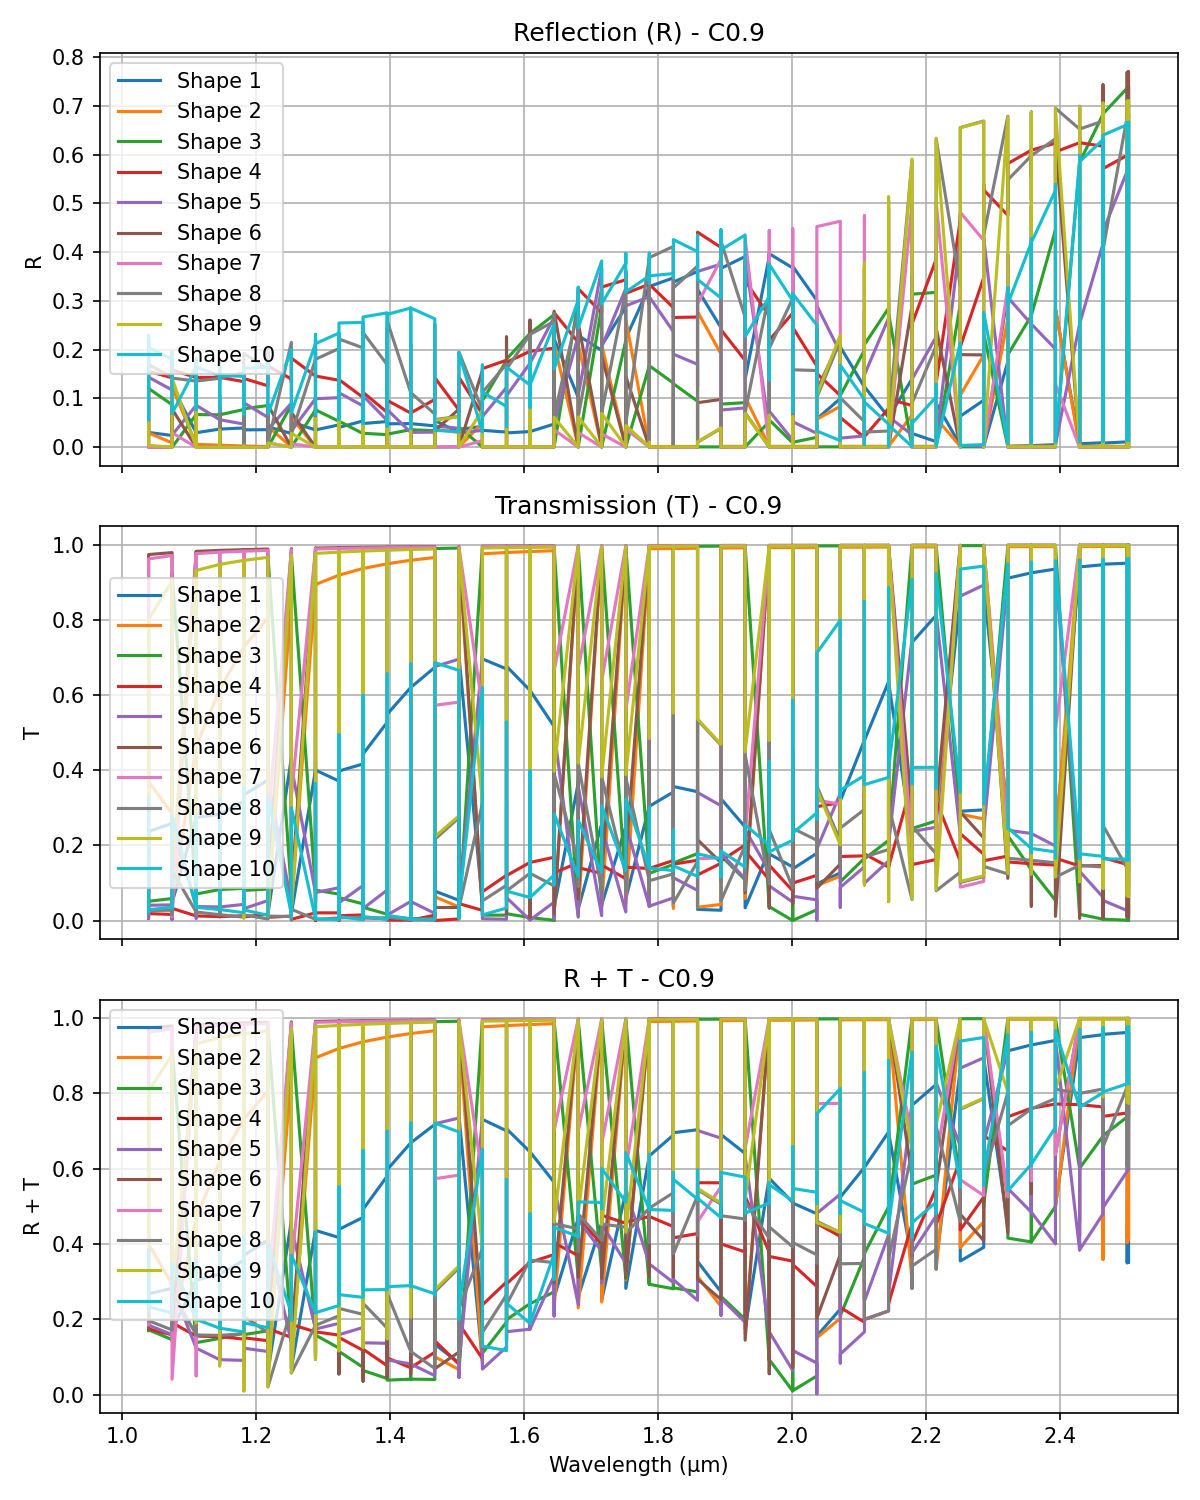 Reflection (R) - C0.9
0.8
0.7
0.6
0.5
0.4
0.3
0.2
0.1
0.0
R
Shape 1
Shape 2
Shape 3
Shape 4
Shape 5
Shape 6
Shape 7
Shape 8
Shape 9
Shape 10
Transmission (T) - C0.9
1.0
0.8
0.6
0.4
0.2
0.0
T
Shape 1
Shape 2
Shape 3
Shape 4
Shape 5
Shape 6
Shape 7
Shape 8
Shape 9
Shape 10
R + T - C0.9
1.0
0.8
0.6
0.4
0.2
0.0
R + T
Shape 1
Shape 2
Shape 3
Shape 4
Shape 5
Shape 6
Shape 7
Shape 8
Shape 9
Shape 10
1.0 1.2 1.4 1.6 1.8 2.0 2.2 2.4
Wavelength (μm)